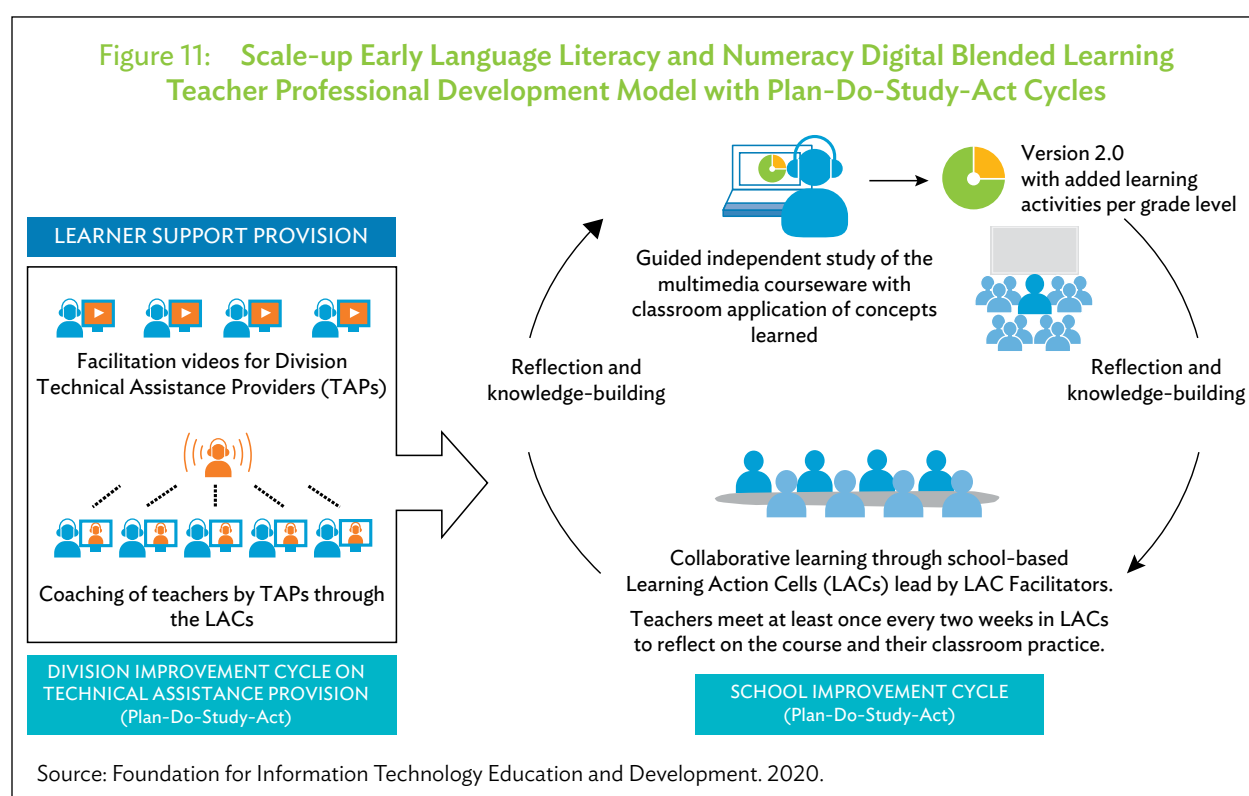 Figure 11: Scale-up Early Language Literacy and Numeracy Digital Blended Learning
Teacher Professional Development Model with Plan-Do-Study-Act Cycles
LEARNER SUPPORT PROVISION
Facilitation videos for Division
Technical Assistance Providers (TAPs)
Coaching of teachers by TAPs through
the LACs
DIVISION IMPROVEMENT CYCLE ON
TECHNICAL ASSISTANCE PROVISION
(Plan-Do-Study-Act)
Guided independent study of the
multimedia courseware with
classroom application of concepts
learned
Version 2.0
with added learning
activities per grade level
Reflection and
knowledge-building
Reflection and
knowledge-building
Collaborative learning through school-based
Learning Action Cells (LACs) lead by LAC Facilitators.
Teachers meet at least once every two weeks in LACs
to reflect on the course and their classroom practice.
SCHOOL IMPROVEMENT CYCLE
(Plan-Do-Study-Act)
Source: Foundation for Information Technology Education and Development. 2020.